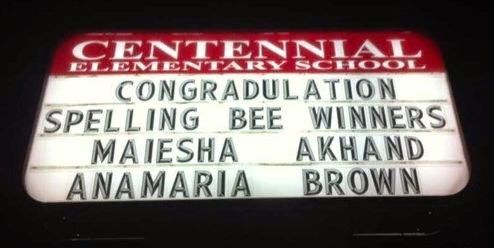 CENTENNIAL
ELEMENTARY SCHOOL
CONGRADULATION
SPELLING BEE WINNERS
MAIESHA AKHAND
ANAMARIA BROWN